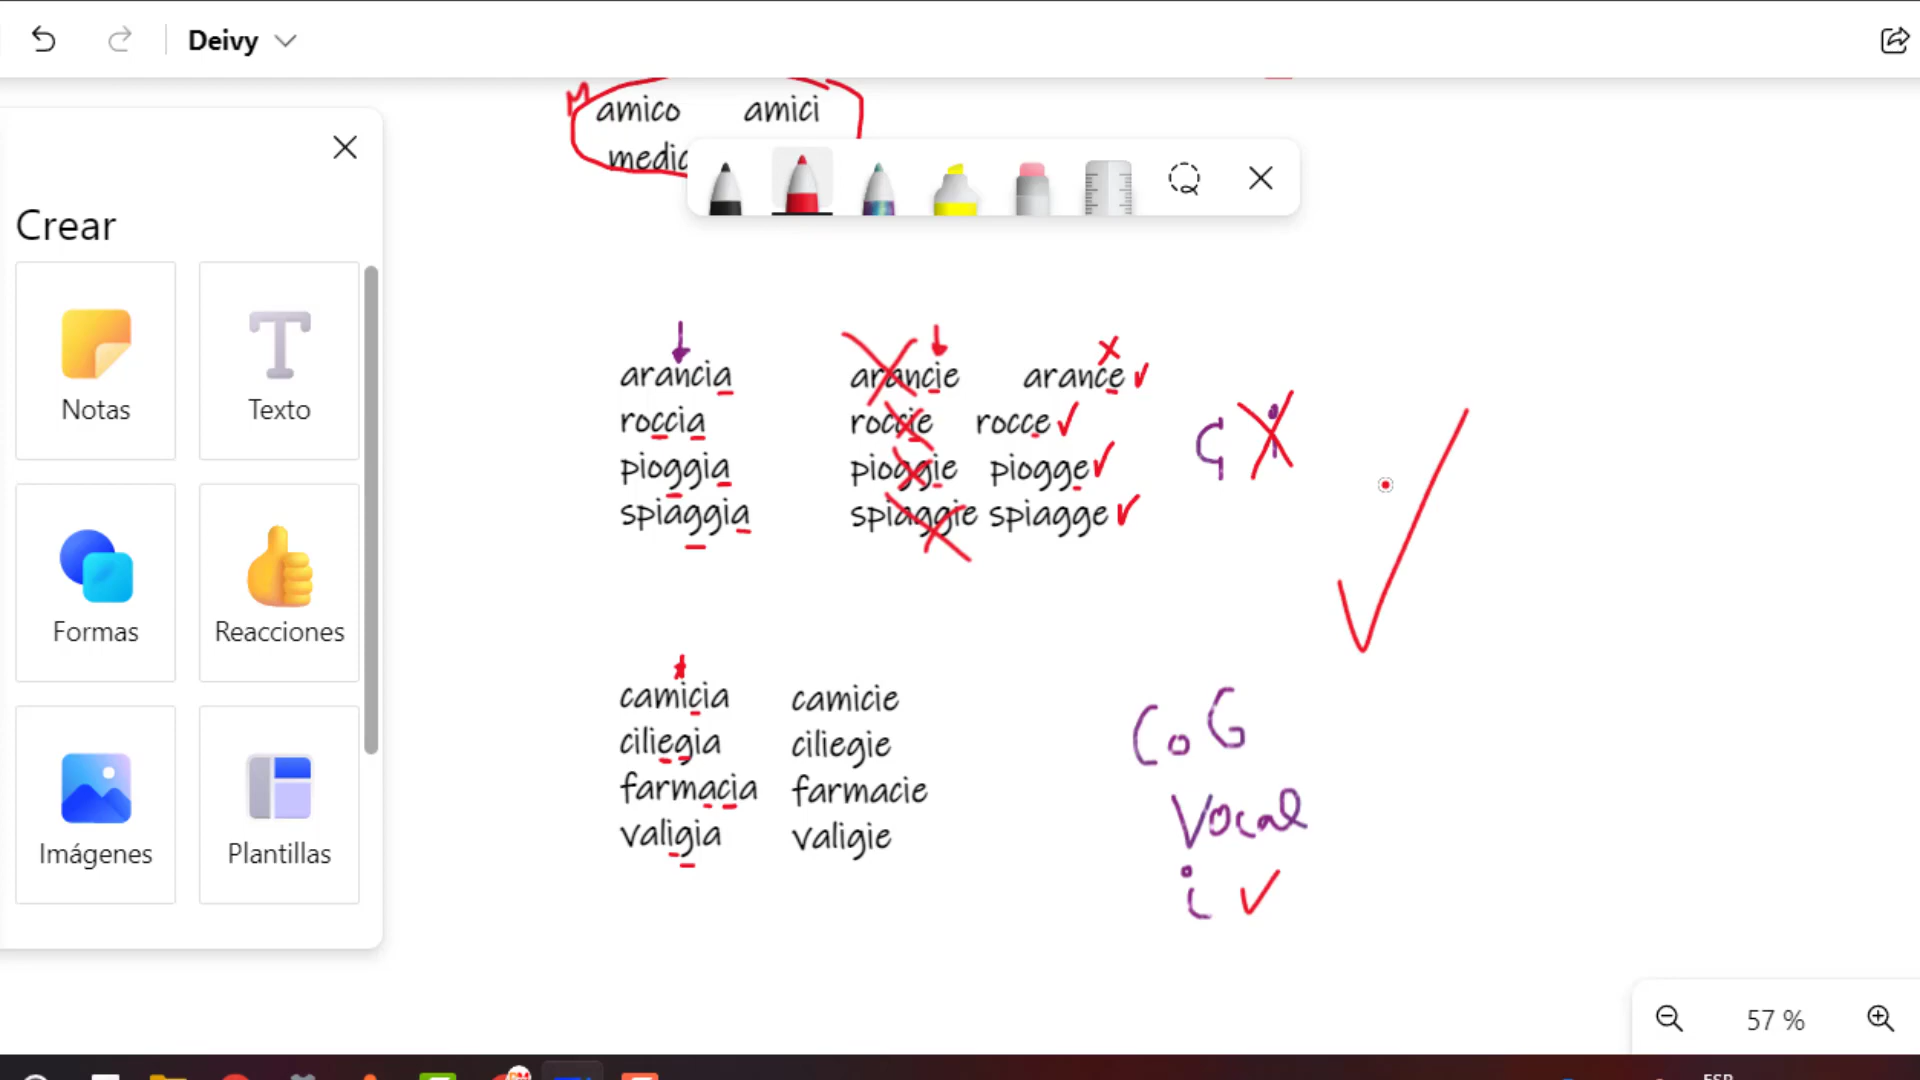 Deivy
amico amici
medic
Crear
Notas Texto
Formas Reacciones
Imágenes Plantillas
arancia arancie arance
roccia roccie rocce
pioggia pioggie piogge
spiaggia spiaggie spiagge
camicia camicie
ciliegia ciliegie
farmacia farmacie
valigia valigie
C o G
Vocal
i
57 %
ESP